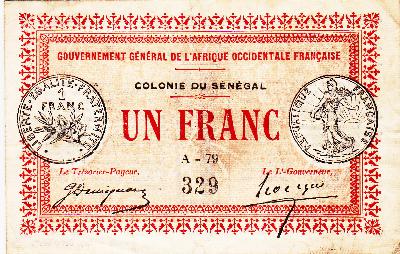 GOUVERNEMENT GÉNÉRAL DE L'AFRIQUE OCCIDENTALE FRANÇAISE
COLONIE DU SÉNÉGAL
LIBERTÉ·ÉGALITÉ·FRATERNITÉ
1
FRANC
REPUBLIQUE FRANÇAISE
UN FRANC
A - 79
329
Le Trésorier-Payeur, Le Lt-Gouverneur,